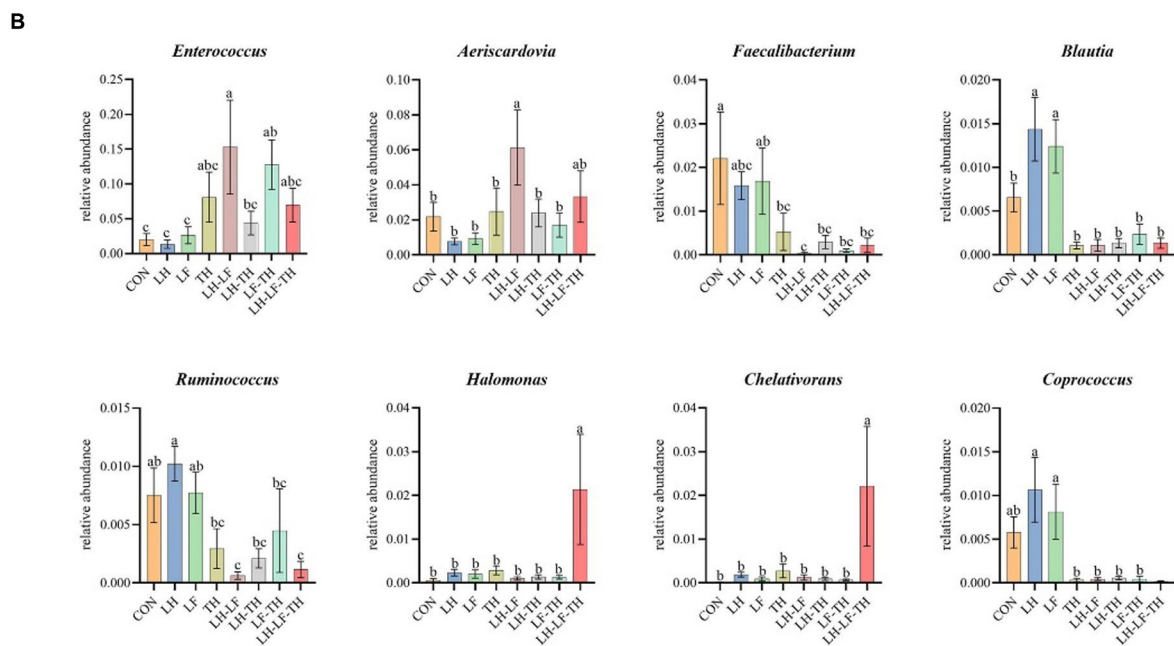 B
Enterococcus
relative abundance
0.25
0.20
0.15
0.10
0.05
0.00
c c c abc a bc ab abc
CON LH LF TH LH-LF LH-TH LF-TH LH-LF-TH
Aeriscardovia
relative abundance
0.10
0.08
0.06
0.04
0.02
0.00
b b b b a b b ab
CON LH LF TH LH-LF LH-TH LF-TH LH-LF-TH
Faecalibacterium
relative abundance
0.04
0.03
0.02
0.01
0.00
a abc ab bc c bc bc bc
CON LH LF TH LH-LF LH-TH LF-TH LH-LF-TH
Blautia
relative abundance
0.020
0.015
0.010
0.005
0.000
b a a b b b b b
CON LH LF TH LH-LF LH-TH LF-TH LH-LF-TH
Ruminococcus
relative abundance
0.015
0.010
0.005
0.000
ab a ab bc c bc bc c
CON LH LF TH LH-LF LH-TH LF-TH LH-LF-TH
Halomonas
relative abundance
0.04
0.03
0.02
0.01
0.00
b b b b b b b a
CON LH LF TH LH-LF LH-TH LF-TH LH-LF-TH
Chelativorans
relative abundance
0.04
0.03
0.02
0.01
0.00
b b b b b b b a
CON LH LF TH LH-LF LH-TH LF-TH LH-LF-TH
Coprococcus
relative abundance
0.020
0.015
0.010
0.005
0.000
ab a a b b b b
CON LH LF TH LH-LF LH-TH LF-TH LH-LF-TH